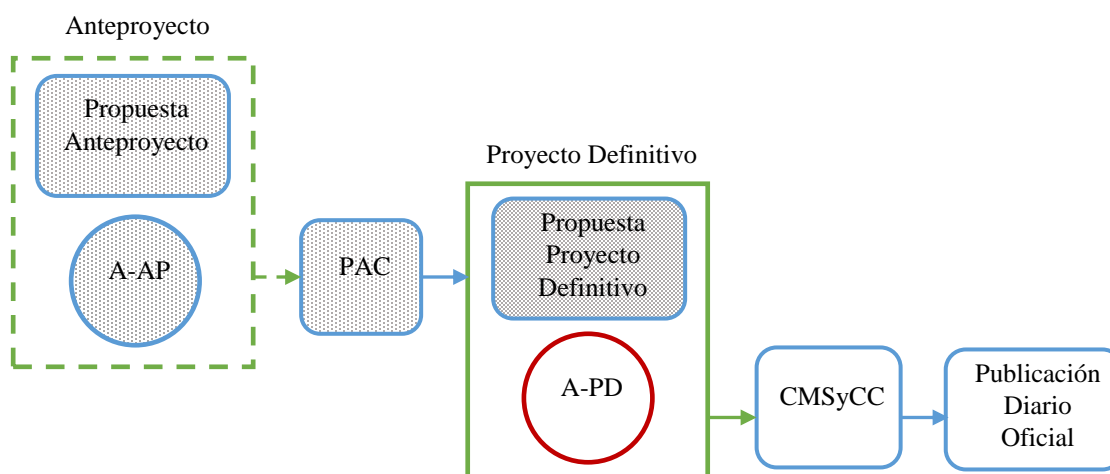 Anteproyecto
Propuesta
Anteproyecto
A-AP
PAC
Proyecto Definitivo
Propuesta
Proyecto
Definitivo
A-PD
CMSyCC
Publicación
Diario
Oficial